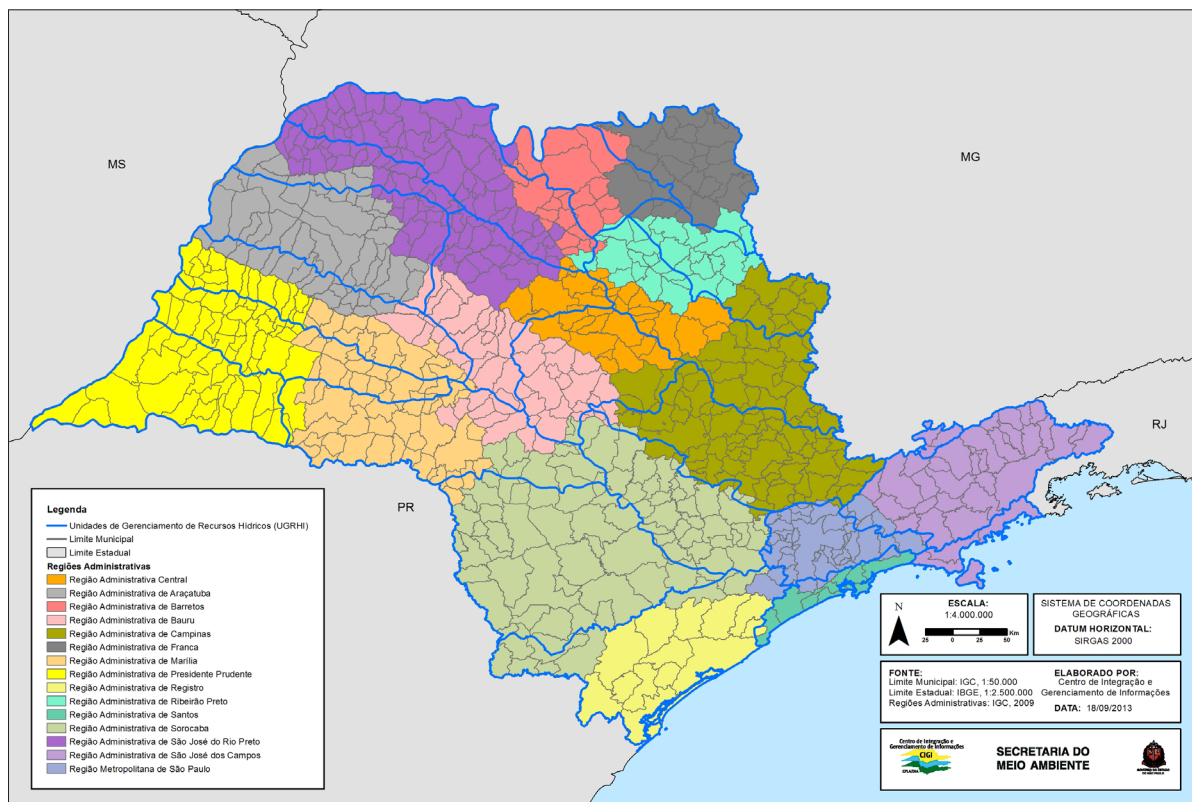 MS
MG
RJ
PR
Legenda
Unidades de Gerenciamento de Recursos Hídricos (UGRHI)
Limite Municipal
Limite Estadual
Regiões Administrativas
Região Administrativa Central
Região Administrativa de Araçatuba
Região Administrativa de Barretos
Região Administrativa de Bauru
Região Administrativa de Campinas
Região Administrativa de Franca
Região Administrativa de Marília
Região Administrativa de Presidente Prudente
Região Administrativa de Registro
Região Administrativa de Ribeirão Preto
Região Administrativa de Santos
Região Administrativa de Sorocaba
Região Administrativa de São José do Rio Preto
Região Administrativa de São José dos Campos
Região Metropolitana de São Paulo
N
ESCALA:
1:4.000.000
25 0 25 50 Km
SISTEMA DE COORDENADAS
GEOGRÁFICAS
DATUM HORIZONTAL:
SIRGAS 2000
FONTE:
Limite Municipal: IGC, 1:50.000
Limite Estadual: IBGE, 1:2.500.000
Regiões Administrativas: IGC, 2009
ELABORADO POR:
Centro de Integração e
Gerenciamento de Informações
DATA: 18/09/2013
Centro de Integração e
Gerenciamento de Informações
CIGI
SECRETARIA DO
MEIO AMBIENTE